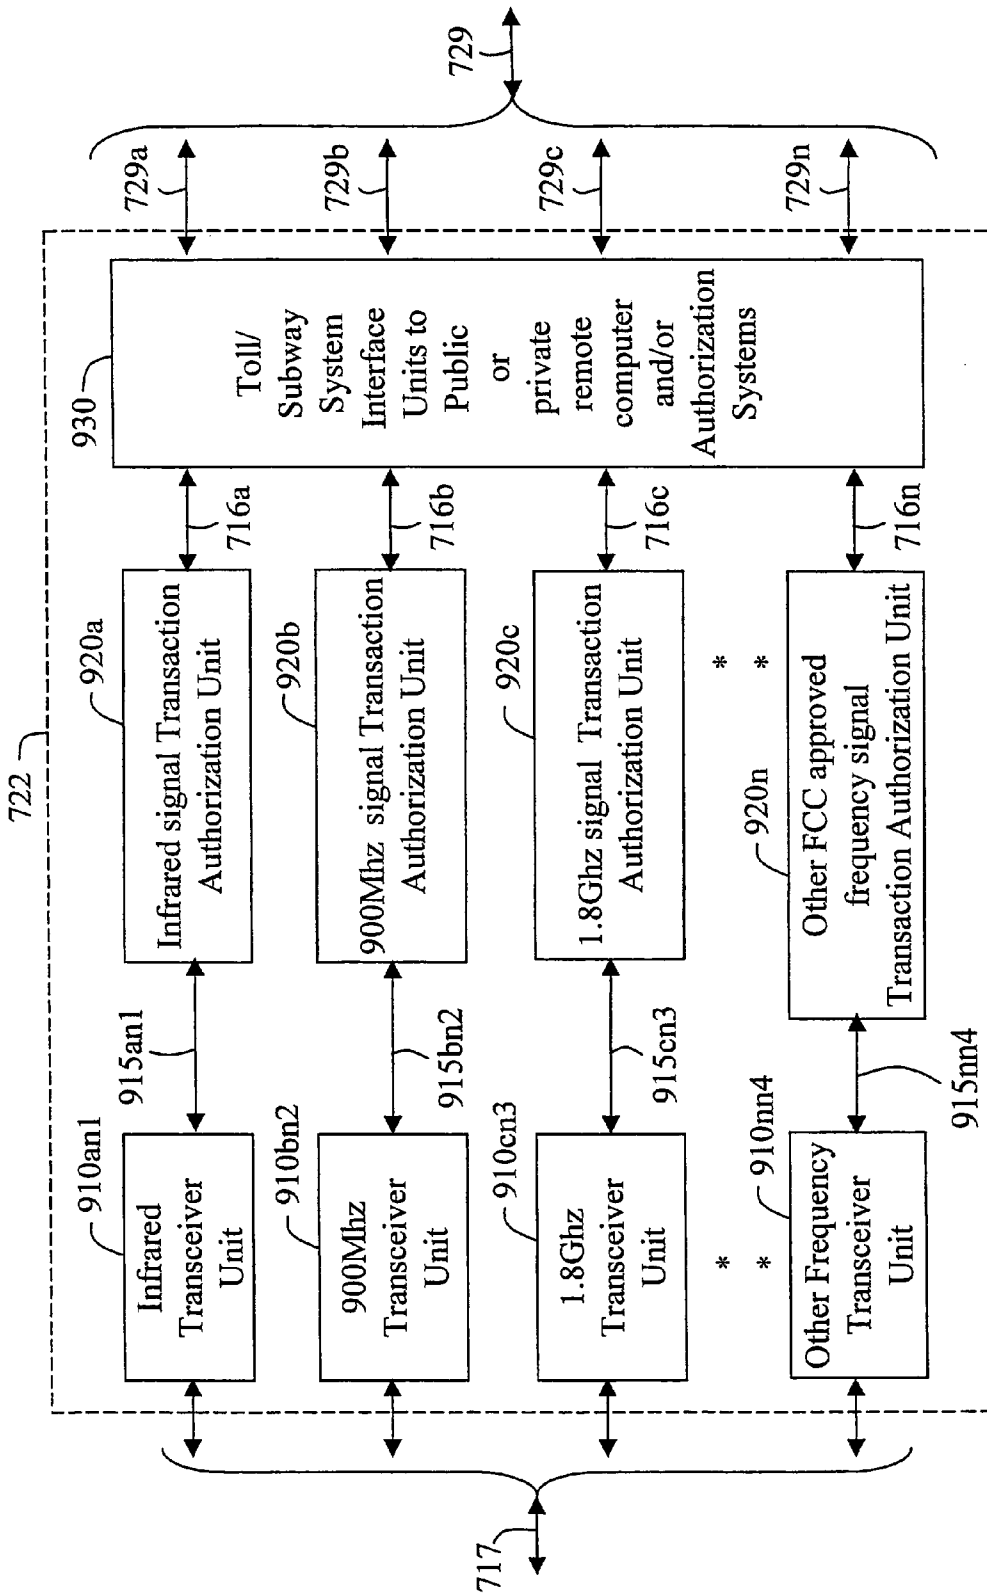 722
910an1
Infrared
Transceiver
Unit
915an1
920a
Infrared signal Transaction
Authorization Unit
716a
729a
910bn2
900Mhz
Transceiver
Unit
915bn2
920b
900Mhz signal Transaction
Authorization Unit
716b
729b
910cn3
1.8Ghz
Transceiver
Unit
915cn3
920c
1.8Ghz signal Transaction
Authorization Unit
716c
729c
* *
* *
910nn4
Other Frequency
Transceiver
Unit
915nn4
920n
Other FCC approved
frequency signal
Transaction Authorization Unit
716n
729n
930
Toll/
Subway
System
Interface
Units to
Public
or
private
remote
computer
and/or
Authorization
Systems
717
729